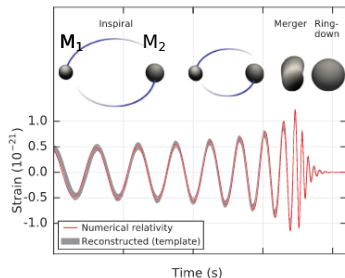 Inspiral
Merger Ring-
down
M₁ M₂
Strain (10⁻²¹)
1.0
0.5
0.0
-0.5
-1.0
Numerical relativity
Reconstructed (template)
Time (s)